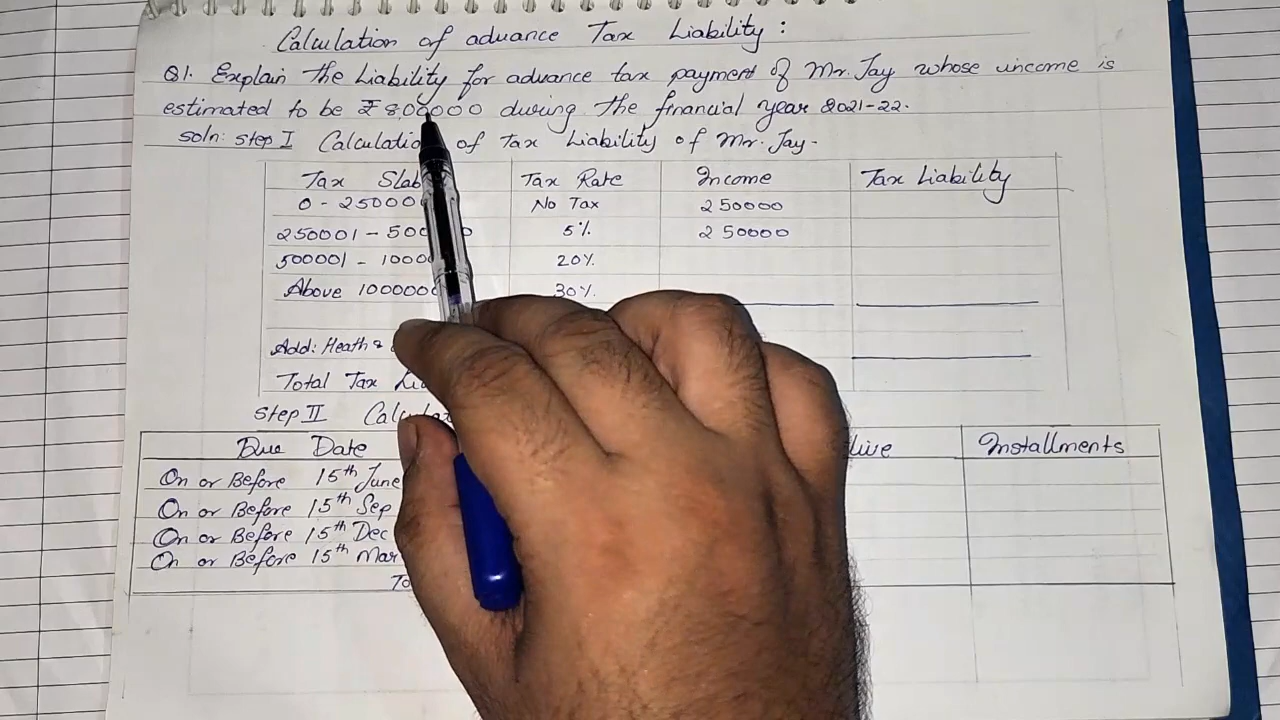 Calculation of advance Tax Liability :
Q1. Explain the Liability for advance tax payment of Mr. Jay whose income is
estimated to be ₹ 8,00000 during the financial year 2021-22.
Soln: Step I Calculation of Tax Liability of Mr. Jay-
Tax Slab Tax Rate Income Tax Liability
0 - 25000 No Tax 250000
250001 - 500 5% 250000
500001 - 1000 20%
Above 1000000 30%
Add: Heath &
Total Tax
Step II
Due Date Installments
On or Before 15th June
On or Before 15th Sep
On or Before 15th Dec
On or Before 15th Mar